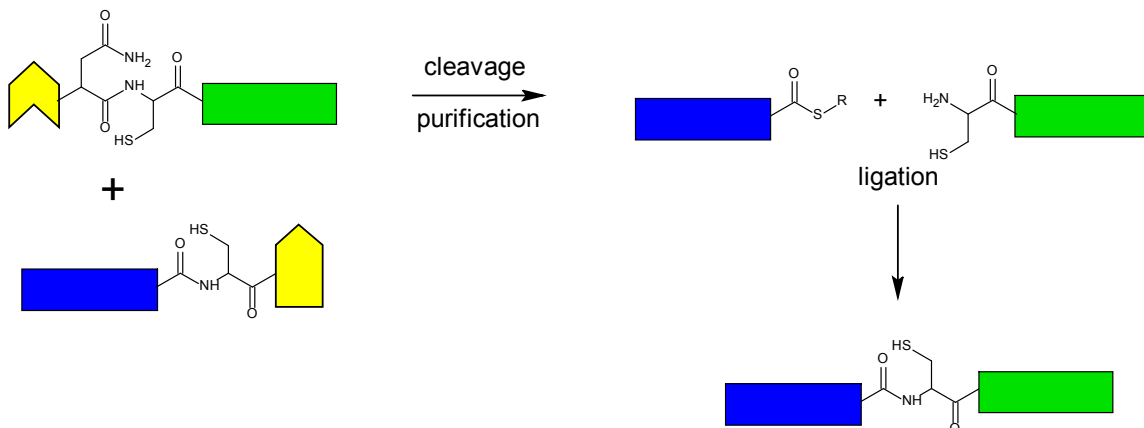 O
NH2
NH
O
O
HS
cleavage
purification
O
S
R
+
H2N
O
HS
ligation
+
HS
O
NH
O
HS
O
NH
O